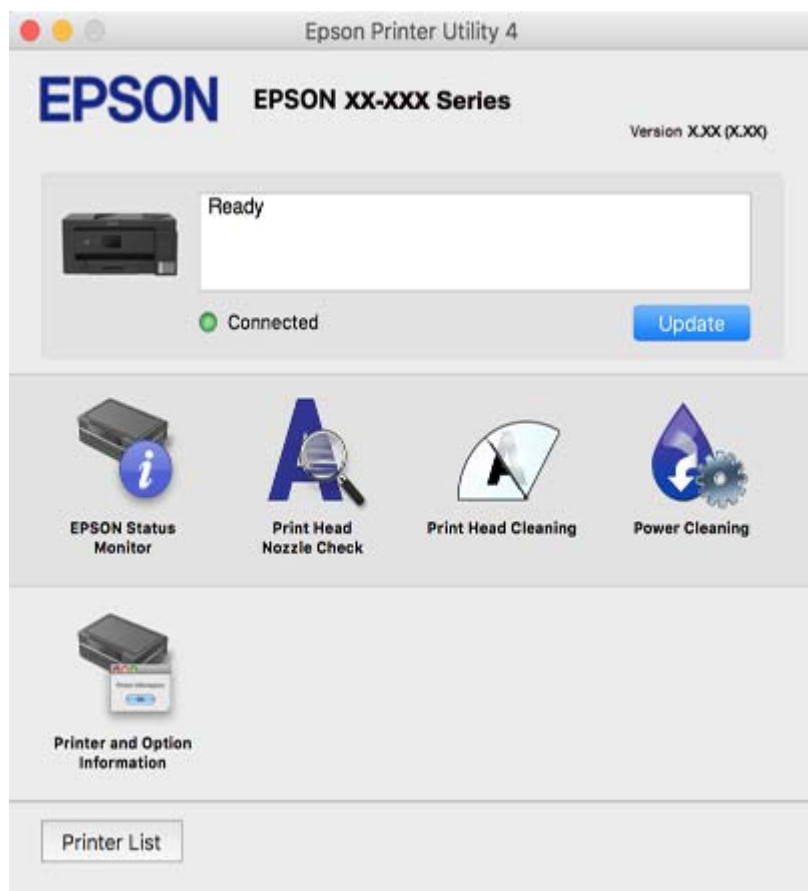 Epson Printer Utility 4
EPSON
EPSON XX-XXX Series
Version X.XX (X.XX)
Ready
Connected
Update
EPSON Status
Monitor
Print Head
Nozzle Check
Print Head Cleaning
Power Cleaning
Printer and Option
Information
Printer List